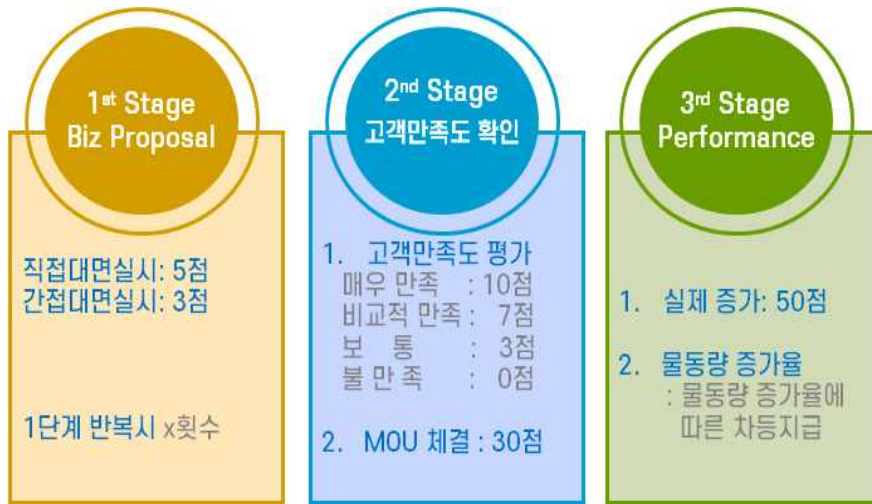 1st Stage
Biz Proposal
직접대면실시: 5점
간접대면실시: 3점
1단계 반복시 x횟수
2nd Stage
고객만족도 확인
1. 고객만족도 평가
매우 만족 : 10점
비교적 만족 : 7점
보 통 : 3점
불 만 족 : 0점
2. MOU 체결 : 30점
3rd Stage
Performance
1. 실제 증가: 50점
2. 물동량 증가율
: 물동량 증가율에
따른 차등지급